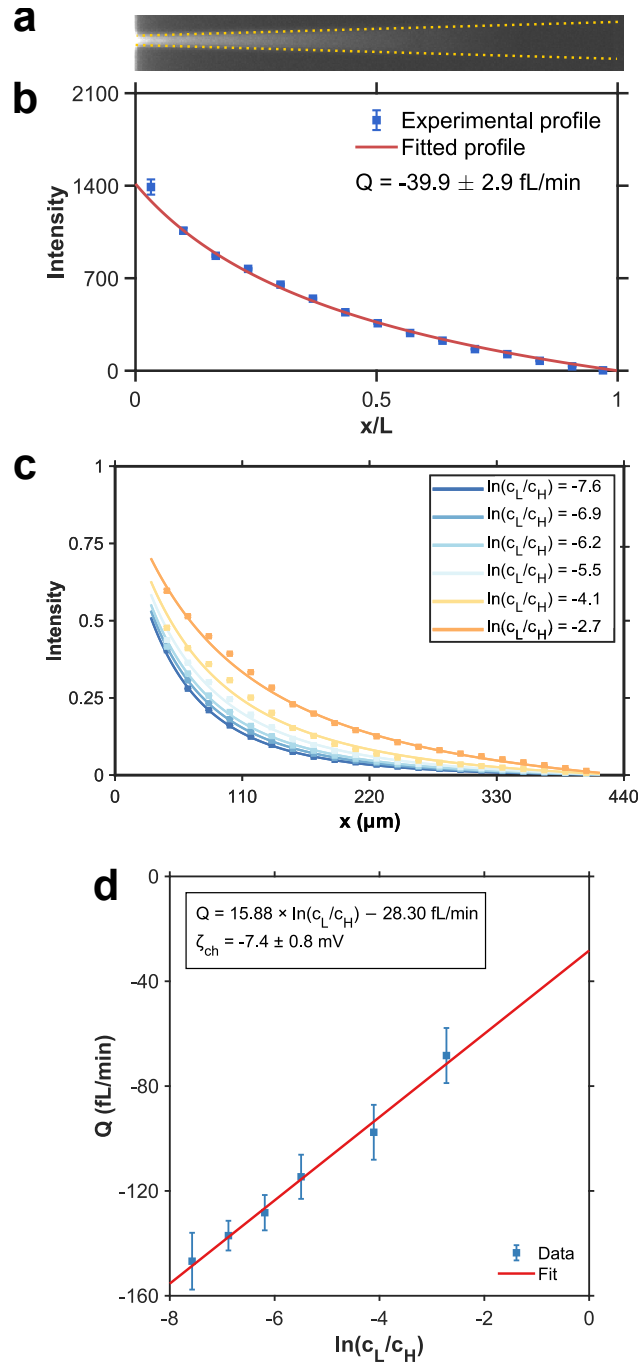 a
b
2100
1400
700
0
Intensity
Experimental profile
Fitted profile
Q = -39.9 ± 2.9 fL/min
0
0.5
1
x/L
c
1
0.75
0.5
0.25
0
Intensity
ln(c_L/c_H) = -7.6
ln(c_L/c_H) = -6.9
ln(c_L/c_H) = -6.2
ln(c_L/c_H) = -5.5
ln(c_L/c_H) = -4.1
ln(c_L/c_H) = -2.7
0
110
220
330
440
x (µm)
d
0
-40
-80
-120
-160
Q (fL/min)
Q = 15.88 × ln(c_L/c_H) − 28.30 fL/min
ζ_ch = -7.4 ± 0.8 mV
Data
Fit
-8
-6
-4
-2
0
ln(c_L/c_H)